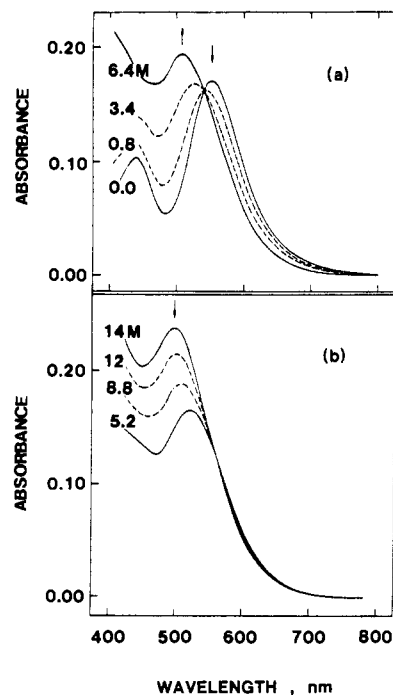 0.20
6.4M
(a)
3.4
0.8
0.10
0.0
0.00
ABSORBANCE
14M
(b)
12
0.20
8.8
5.2
0.10
0.00
ABSORBANCE
400 500 600 700 800
WAVELENGTH , nm